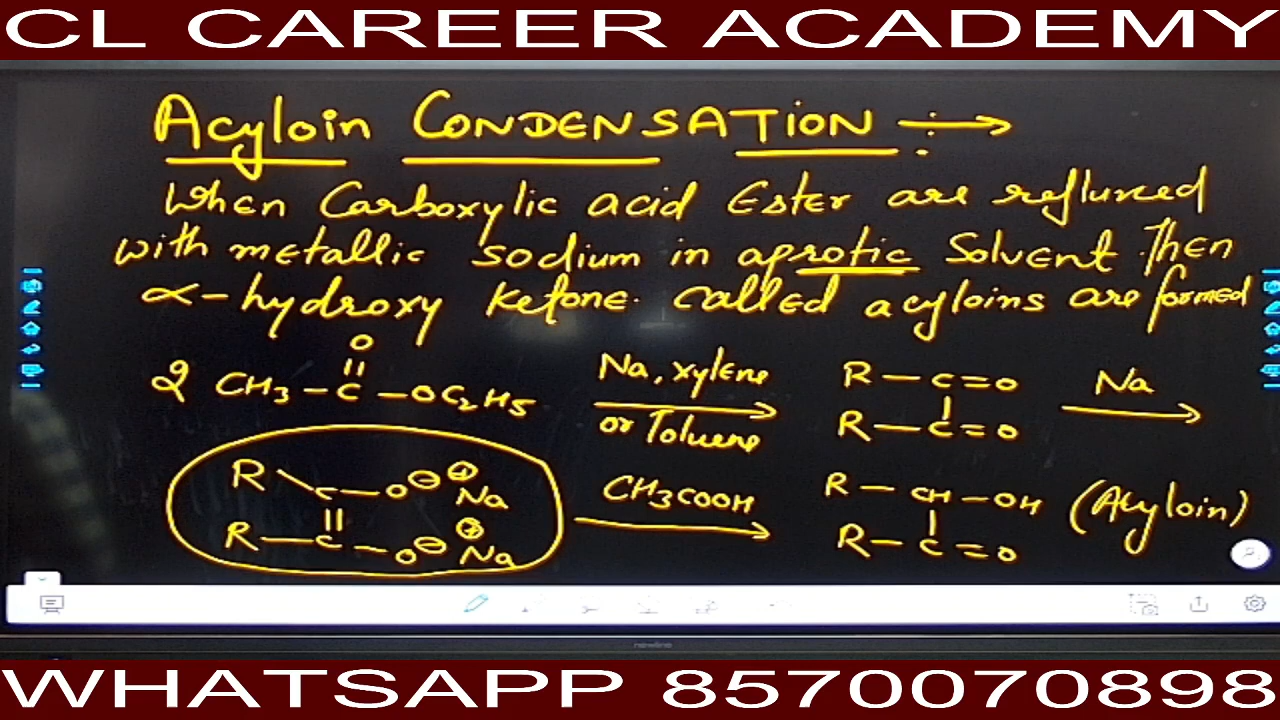 CL CAREER ACADEMY
Acyloin CONDENSATION :→
When Carboxylic acid Ester are refluxed
with metallic sodium in aprotic Solvent Then
α-hydroxy ketone. called acyloins are formed
O
||
2 CH3 – C – OC2H5 Na, xylene or Toluene → R – C = O Na →
|
R – C = O
R \ C – O⊖ ⊕Na CH3COOH → R – CH – OH (Acyloin)
|| |
R – C – O⊖ ⊕Na R – C = O
newline
WHATSAPP 8570070898